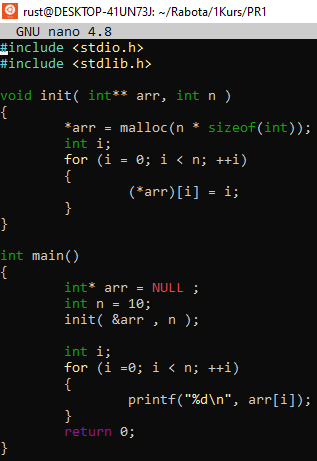 rust@DESKTOP-41UN73J: ~/Rabota/1Kurs/PR1
GNU nano 4.8
#include <stdio.h>
#include <stdlib.h>

void init( int** arr, int n )
{
        *arr = malloc(n * sizeof(int));
        int i;
        for (i = 0; i < n; ++i)
        {
                (*arr)[i] = i;
        }
}

int main()
{
        int* arr = NULL ;
        int n = 10;
        init( &arr , n );

        int i;
        for (i =0; i < n; ++i)
        {
                printf("%d\n", arr[i]);
        }
        return 0;
}